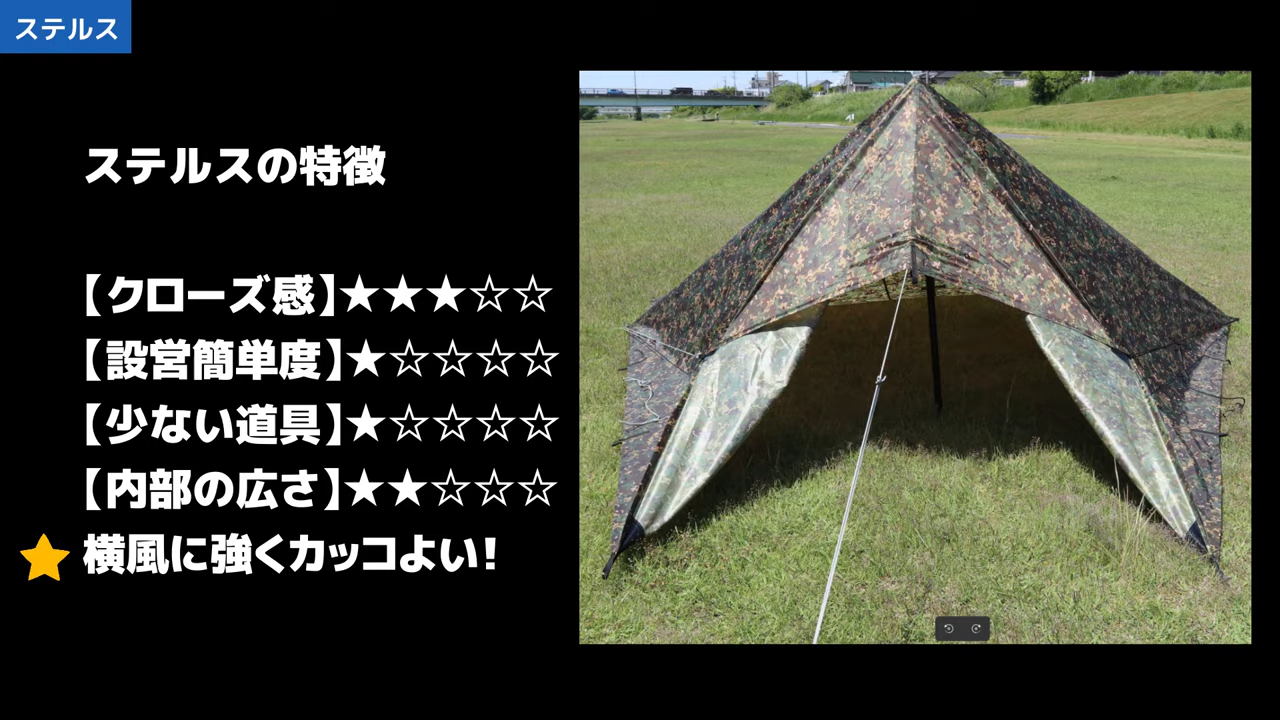 ステルス
ステルスの特徴
【クローズ感】★★★☆☆
【設営簡単度】★☆☆☆☆
【少ない道具】★☆☆☆☆
【内部の広さ】★★☆☆☆
横風に強くカッコよい!